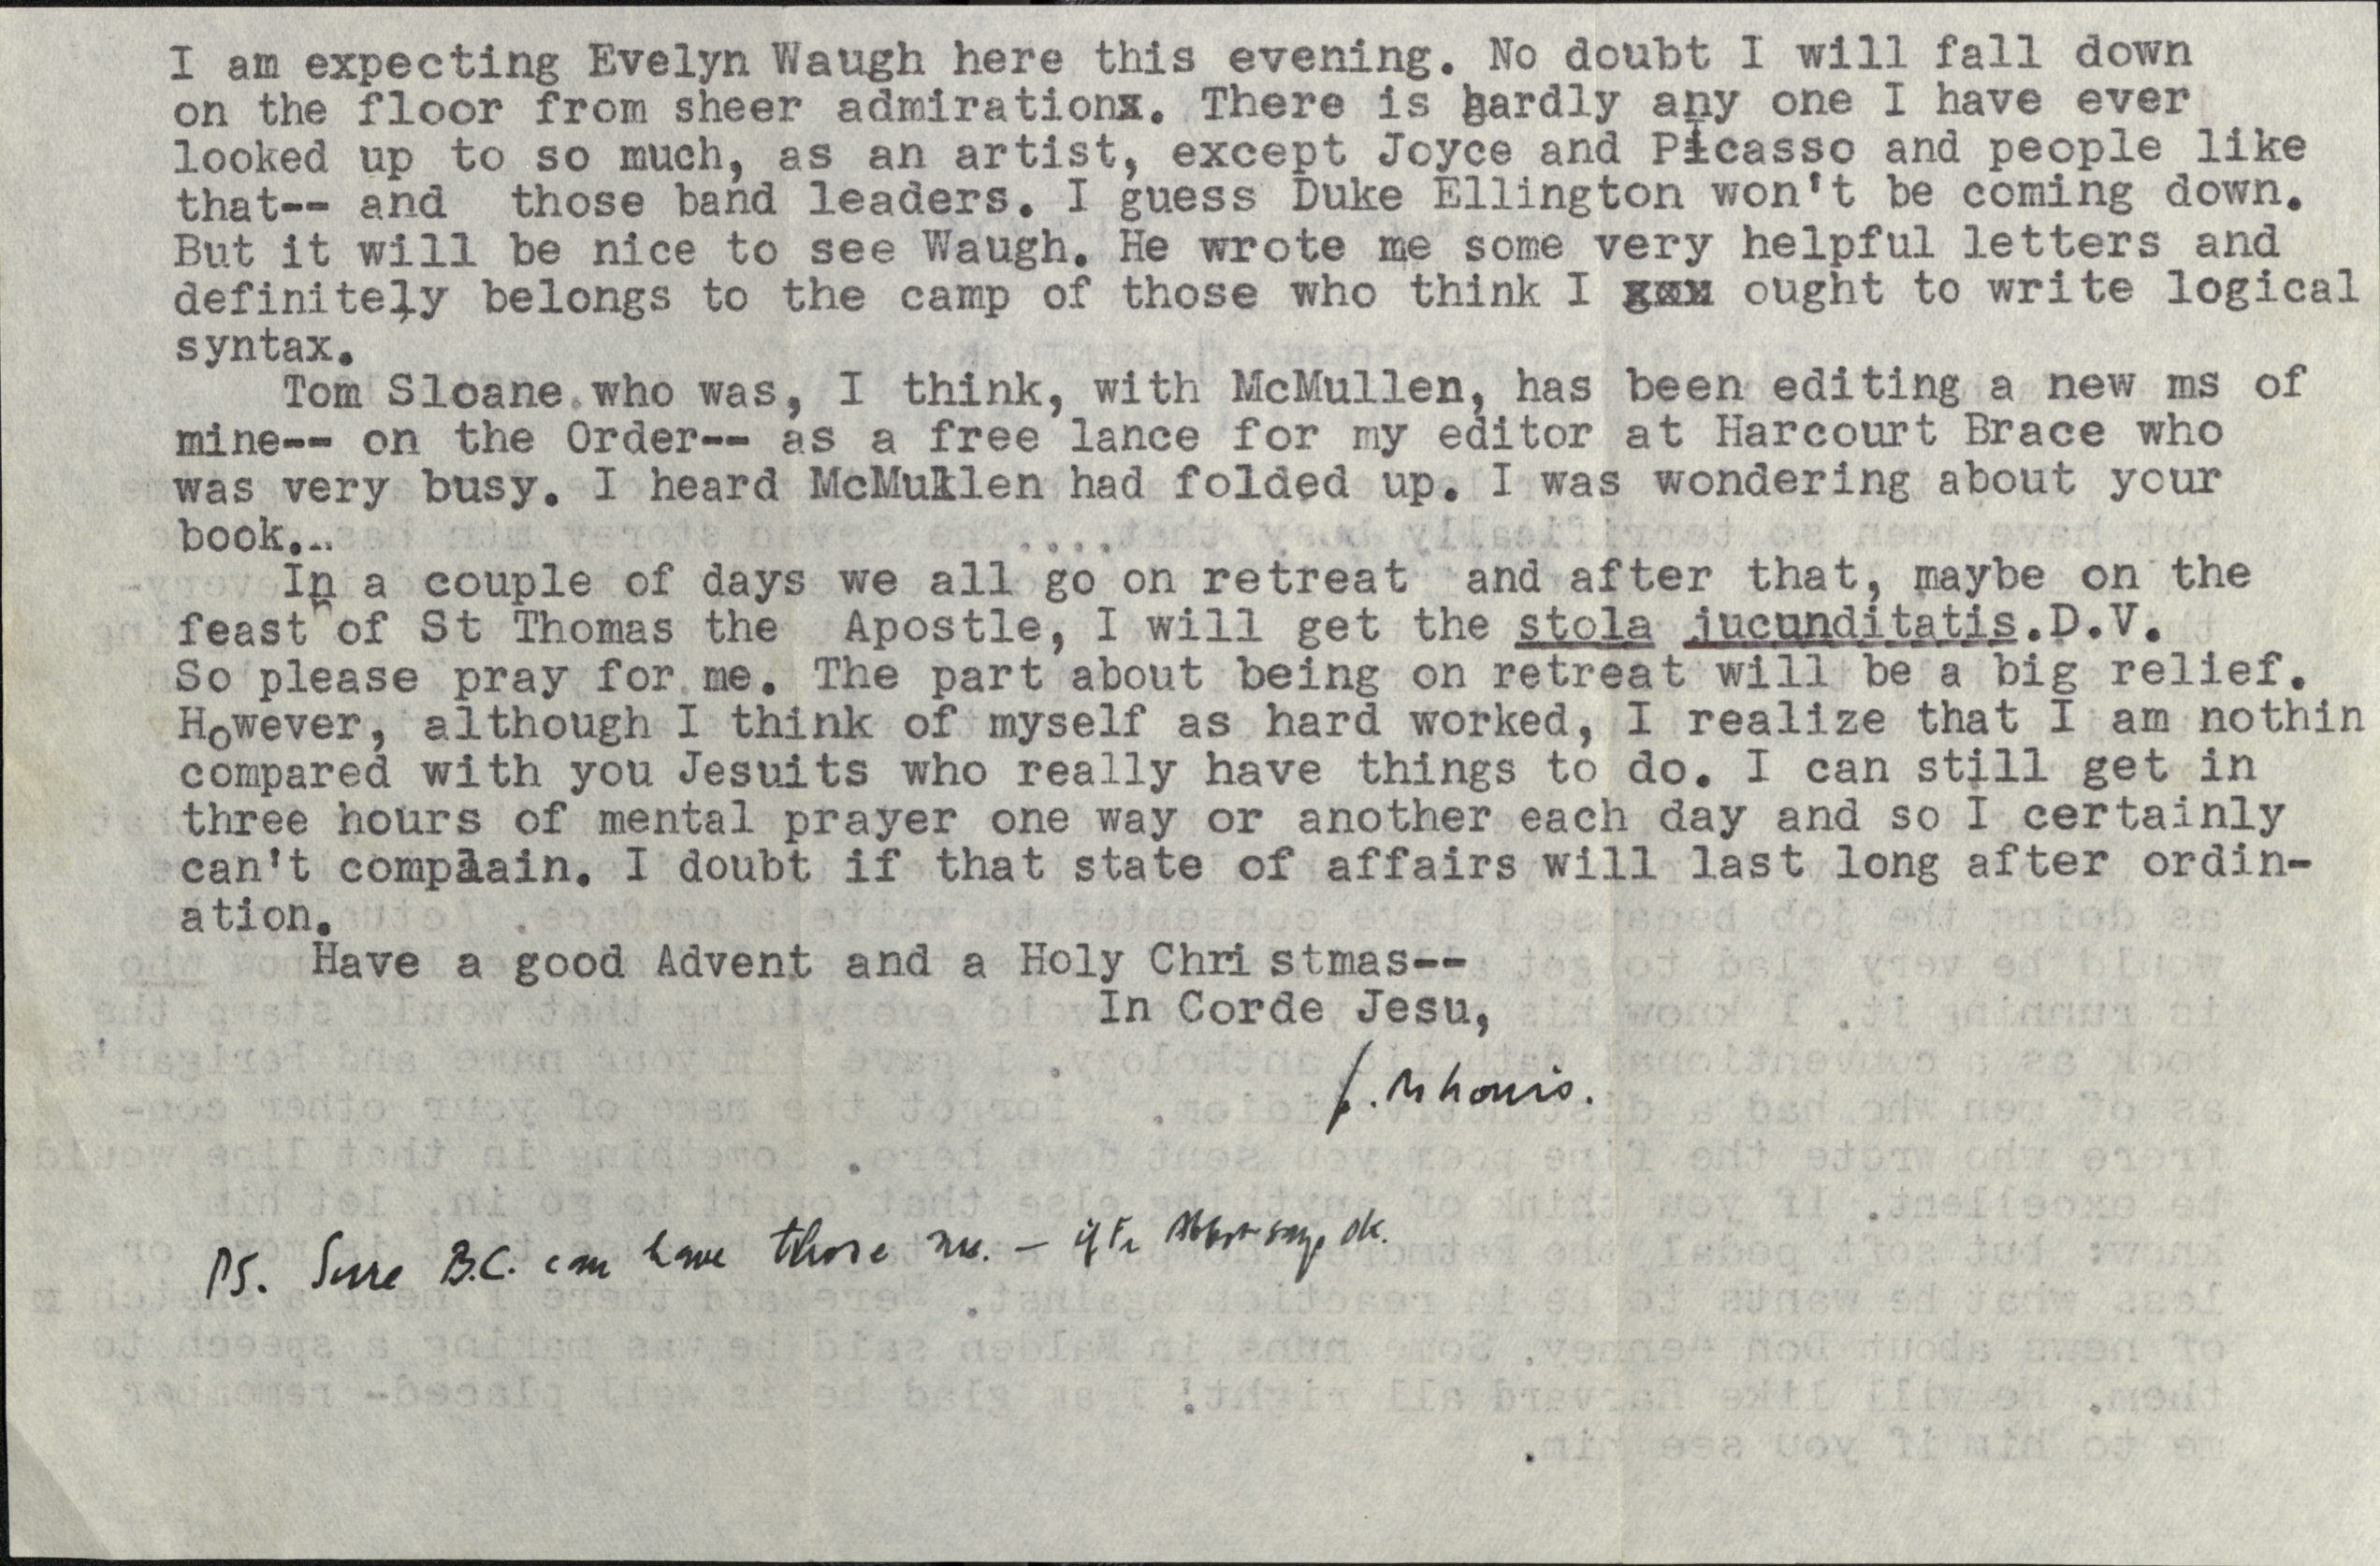 I am expecting Evelyn Waugh here this evening. No doubt I will fall down
on the floor from sheer admirationx. There is hardly any one I have ever
looked up to so much, as an artist, except Joyce and Picasso and people like
that-- and those band leaders. I guess Duke Ellington won't be coming down.
But it will be nice to see Waugh. He wrote me some very helpful letters and
definitely belongs to the camp of those who think I ought to write logical
syntax.
Tom Sloane who was, I think, with McMullen, has been editing a new ms of
mine-- on the Order-- as a free lance for my editor at Harcourt Brace who
was very busy. I heard McMullen had folded up. I was wondering about your
book...
In a couple of days we all go on retreat and after that, maybe on the
feast of St Thomas the Apostle, I will get the stola jucunditatis.D.V.
So please pray for me. The part about being on retreat will be a big relief.
However, although I think of myself as hard worked, I realize that I am nothin
compared with you Jesuits who really have things to do. I can still get in
three hours of mental prayer one way or another each day and so I certainly
can't complain. I doubt if that state of affairs will last long after ordin-
ation.
Have a good Advent and a Holy Chri stmas--
In Corde Jesu,
f. M Louis.
PS. Sure B.C. can have those mss. — if Fr Abbot says ok.